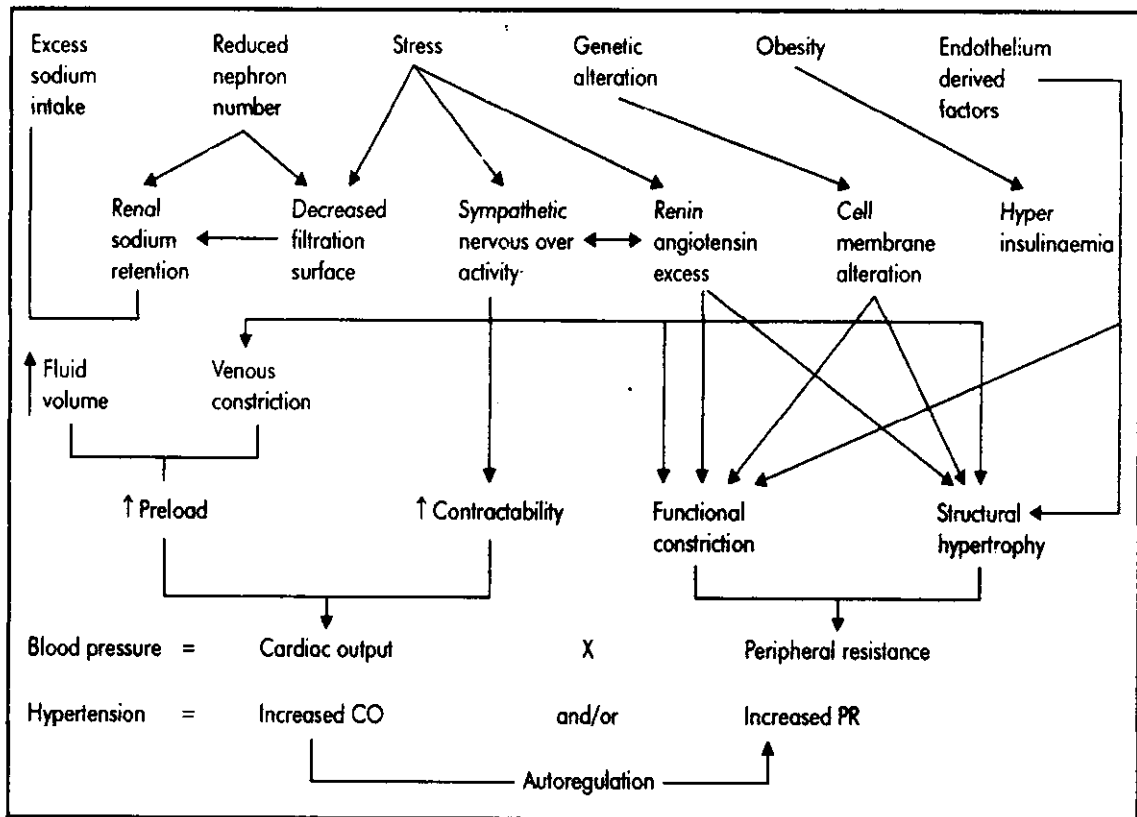 Excess
sodium
intake
Reduced
nephron
number
Stress
Genetic
alteration
Obesity
Endothelium
derived
factors
Renal
sodium
retention
Decreased
filtration
surface
Sympathetic
nervous over
activity
Renin
angiotensin
excess
Cell
membrane
alteration
Hyper
insulinaemia
Fluid
volume
Venous
constriction
↑ Preload
↑ Contractability
Functional
constriction
Structural
hypertrophy
Blood pressure = Cardiac output X Peripheral resistance
Hypertension = Increased CO and/or Increased PR
Autoregulation